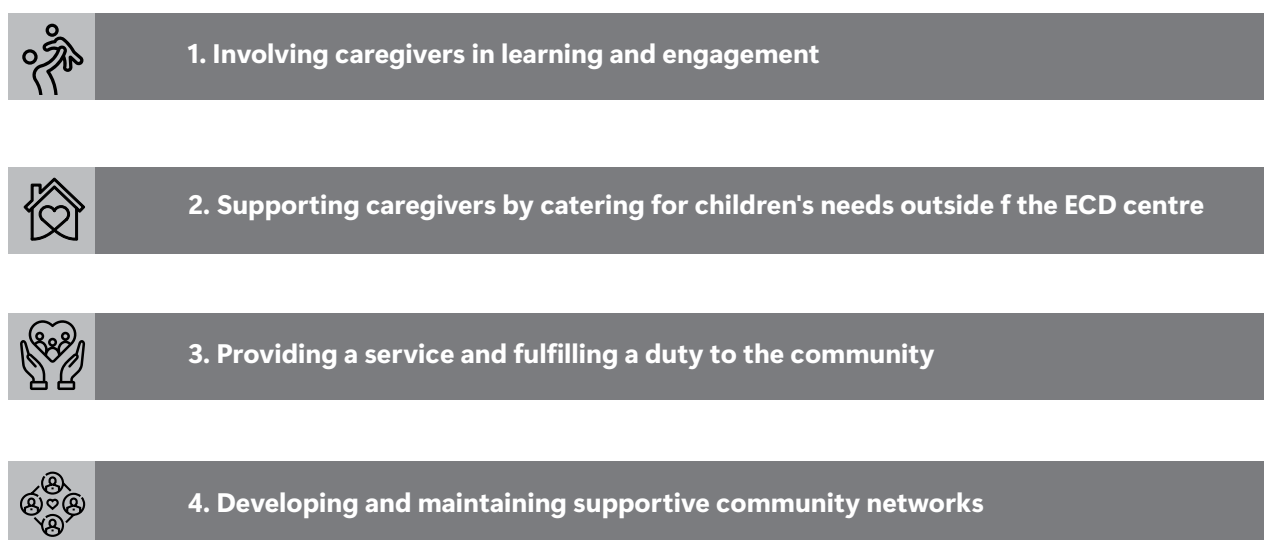 1. Involving caregivers in learning and engagement
2. Supporting caregivers by catering for children's needs outside f the ECD centre
3. Providing a service and fulfilling a duty to the community
4. Developing and maintaining supportive community networks